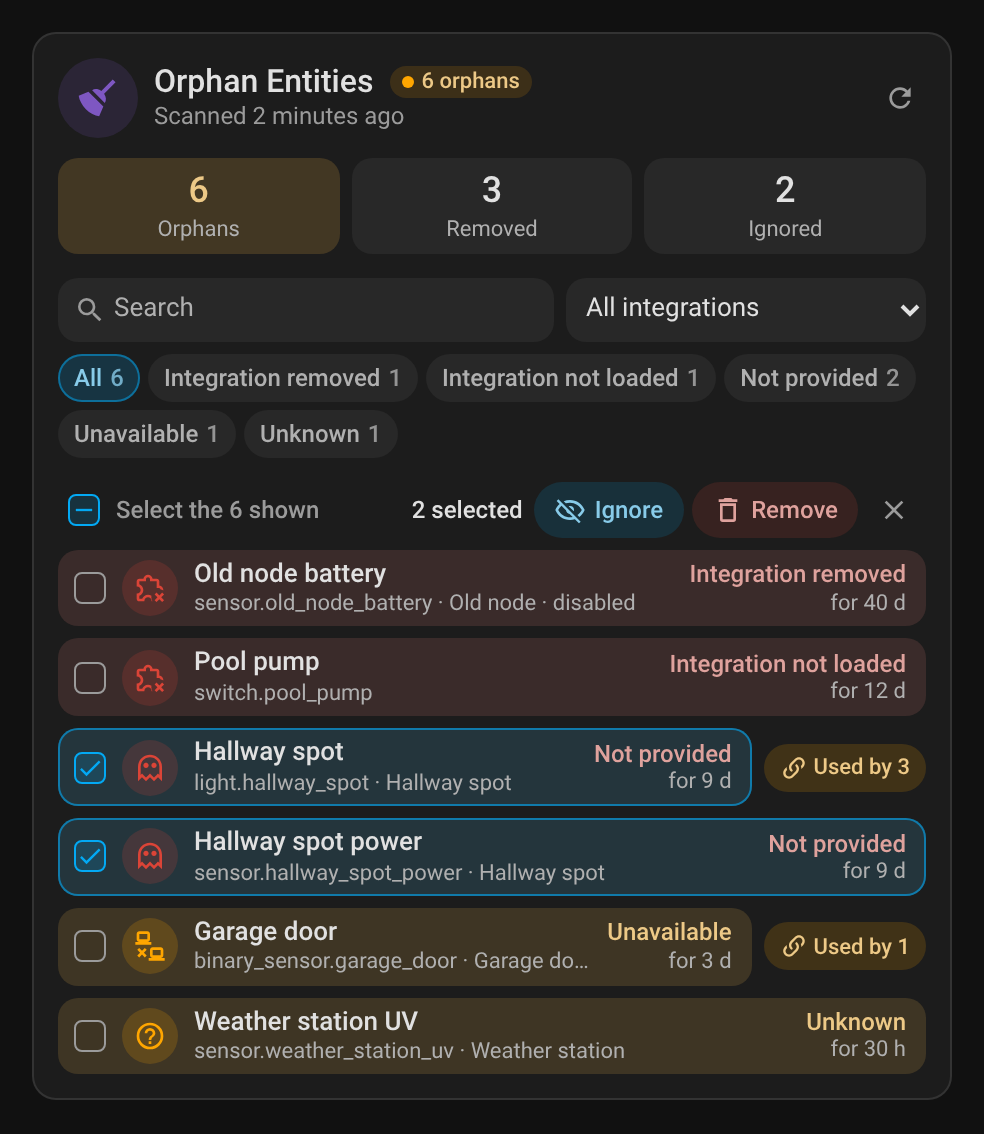 Orphan Entities
6 orphans
Scanned 2 minutes ago
6
Orphans
3
Removed
2
Ignored
Search
All integrations
All 6
Integration removed 1
Integration not loaded 1
Not provided 2
Unavailable 1
Unknown 1
Select the 6 shown
2 selected
Ignore
Remove
Old node battery
Integration removed
sensor.old_node_battery · Old node · disabled
for 40 d
Pool pump
Integration not loaded
switch.pool_pump
for 12 d
Hallway spot
Not provided
light.hallway_spot · Hallway spot
for 9 d
Used by 3
Hallway spot power
Not provided
sensor.hallway_spot_power · Hallway spot
for 9 d
Garage door
Unavailable
binary_sensor.garage_door · Garage do...
for 3 d
Used by 1
Weather station UV
Unknown
sensor.weather_station_uv · Weather station
for 30 h